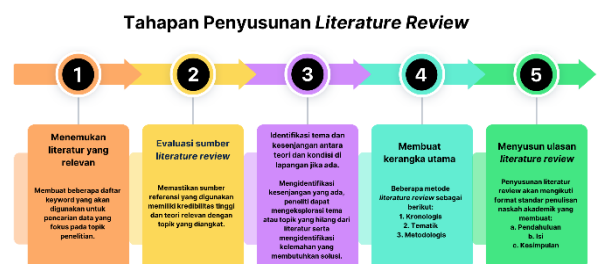 Tahapan Penyusunan Literature Review
1
2
3
4
5
Menemukan
literatur yang
relevan
Membuat beberapa daftar
keyword yang akan
digunakan untuk
pencarian data yang
fokus pada topik
penelitian.
Evaluasi sumber
literature review
Memastikan sumber
referensi yang digunakan
memiliki kredibilitas tinggi
dan teori relevan dengan
topik yang diangkat.
Identifikasi tema dan
kesenjangan antara
teori dan kondisi di
lapangan jika ada.
Mengidentifikasi
kesenjangan yang ada,
peneliti dapat
mengeksplorasi tema
atau topik yang hilang dari
literatur serta
mengidentifikasi
kelemahan yang
membutuhkan solusi.
Membuat
kerangka utama
Beberapa metode
literature review sebagai
berikut:
1. Kronologis
2. Tematik
3. Metodologis
Menyusun ulasan
literature review
Penyusunan literatur
review akan mengikuti
format standar penulisan
naskah akademik yang
membuat:
a. Pendahuluan
b. Isi
c. Kesimpulan